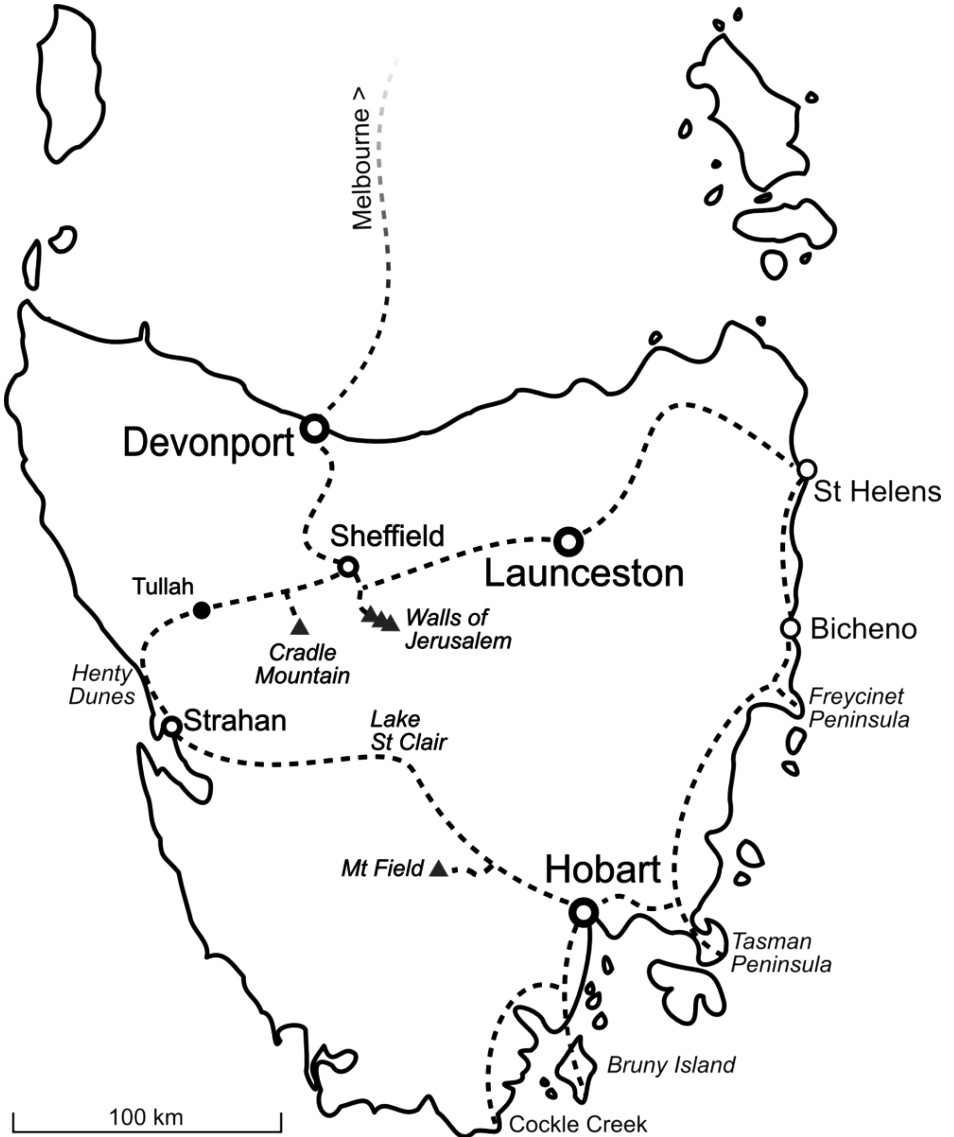 Melbourne >
Devonport
St Helens
Sheffield
Launceston
Tullah
Walls of
Jerusalem
Bicheno
Cradle
Mountain
Henty
Dunes
Freycinet
Peninsula
Strahan
Lake
St Clair
Mt Field
Hobart
Tasman
Peninsula
Bruny Island
100 km
Cockle Creek